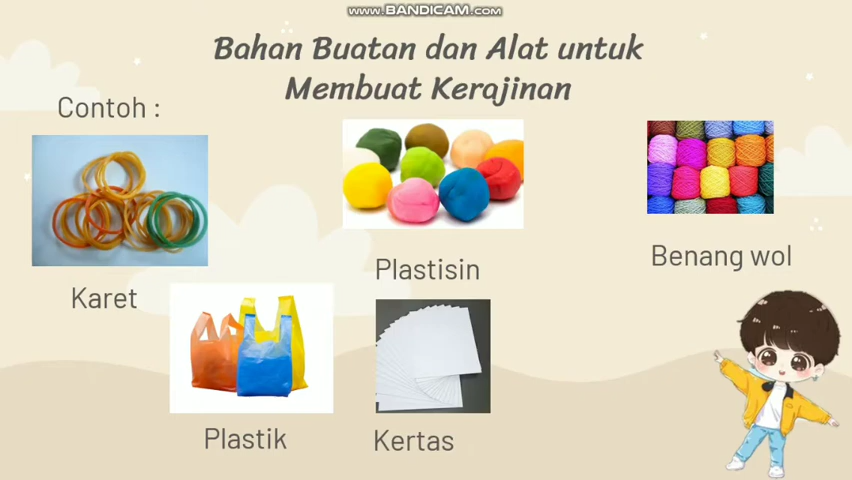 www.BANDICAM.com
Bahan Buatan dan Alat untuk
Membuat Kerajinan
Contoh :
Karet
Plastisin
Benang wol
Plastik
Kertas